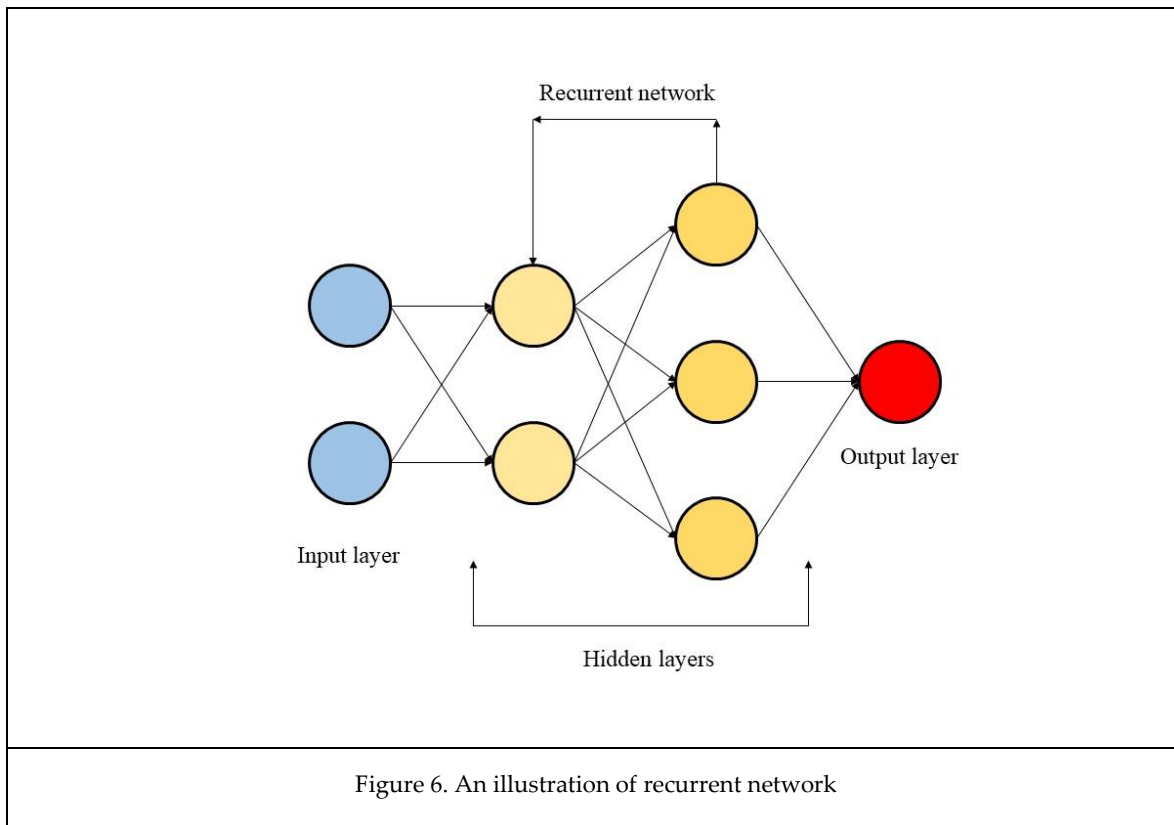 Recurrent network
Output layer
Input layer
Hidden layers
Figure 6. An illustration of recurrent network